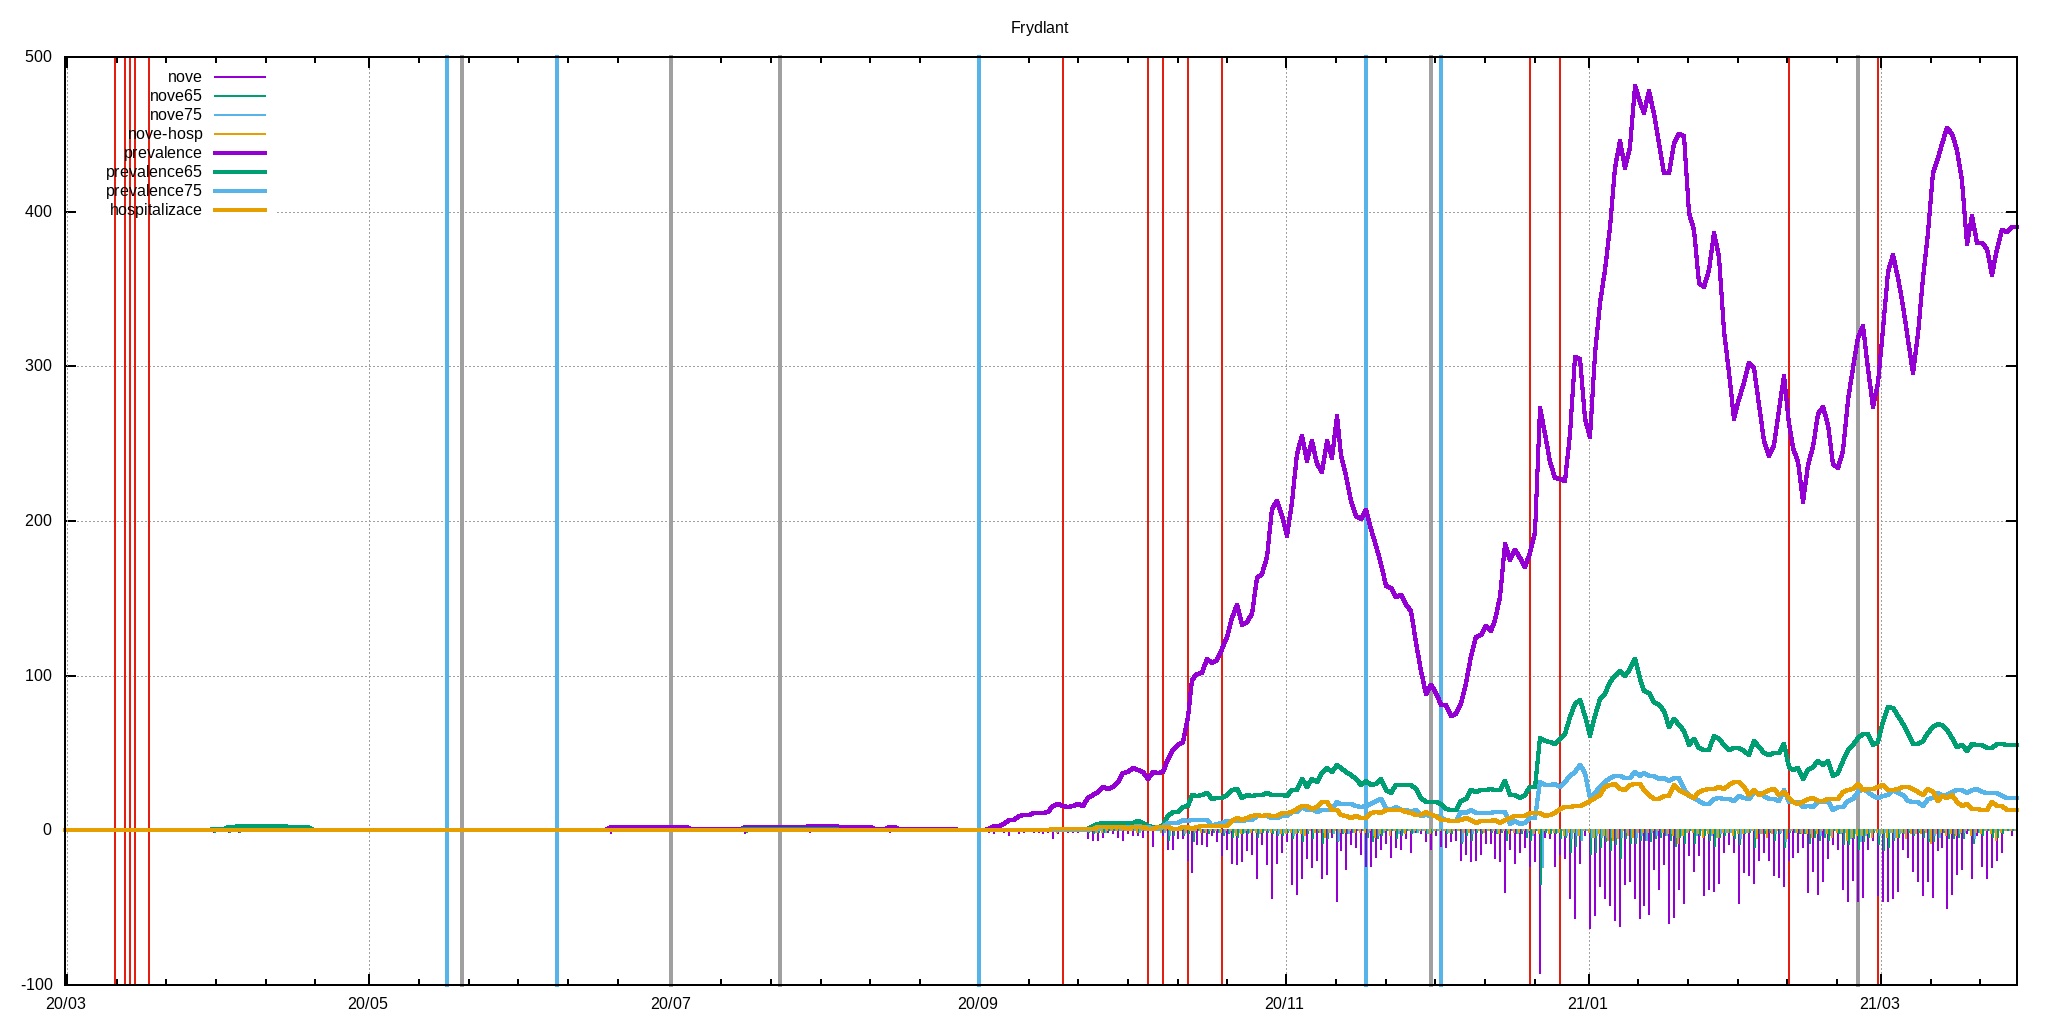 Frydlant
500
400
300
200
100
0
-100
nove
nove65
nove75
nove-hosp
prevalence
prevalence65
prevalence75
hospitalizace
20/03 20/05 20/07 20/09 20/11 21/01 21/03